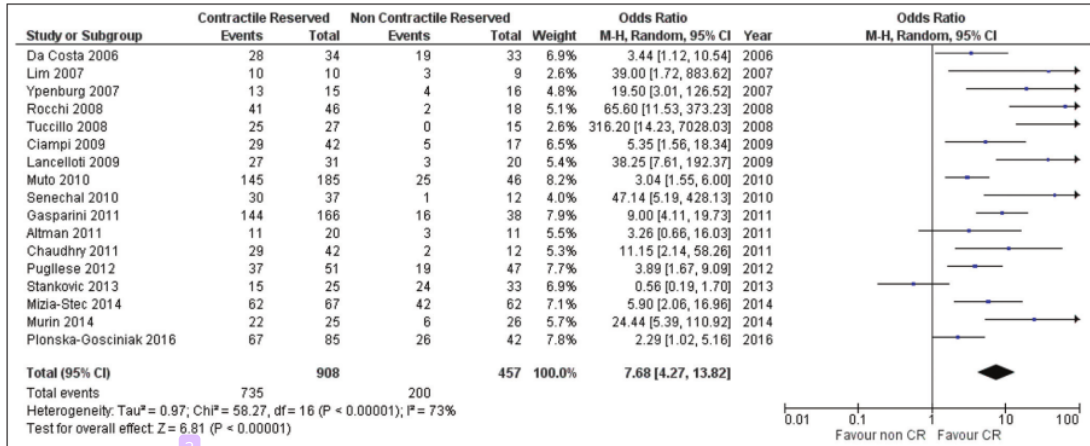 Contractile Reserved Non Contractile Reserved Odds Ratio Odds Ratio
Study or Subgroup Events Total Events Total Weight M-H, Random, 95% CI Year M-H, Random, 95% CI
Da Costa 2006 28 34 19 33 6.9% 3.44 [1.12, 10.54] 2006
Lim 2007 10 10 3 9 2.6% 39.00 [1.72, 883.62] 2007
Ypenburg 2007 13 15 4 16 4.8% 19.50 [3.01, 126.52] 2007
Rocchi 2008 41 46 2 18 5.1% 65.60 [11.53, 373.23] 2008
Tuccillo 2008 25 27 0 15 2.6% 316.20 [14.23, 7028.03] 2008
Ciampi 2009 29 42 5 17 6.6% 5.35 [1.56, 18.34] 2009
Lancelloti 2009 27 31 3 20 5.4% 38.25 [7.61, 192.37] 2009
Muto 2010 145 185 25 46 8.2% 3.04 [1.55, 6.00] 2010
Senechal 2010 30 37 1 12 4.0% 47.14 [5.19, 428.13] 2010
Gasparini 2011 144 166 16 38 7.9% 9.00 [4.11, 19.73] 2011
Altman 2011 11 20 3 11 5.5% 3.26 [0.66, 16.03] 2011
Chaudhry 2011 29 42 2 12 5.3% 11.15 [2.14, 58.26] 2011
Pugllese 2012 37 51 19 47 7.7% 3.89 [1.67, 9.09] 2012
Stankovic 2013 15 25 24 33 6.9% 0.56 [0.19, 1.70] 2013
Mizia-Stec 2014 62 67 42 62 7.1% 5.90 [2.06, 16.96] 2014
Murin 2014 22 25 6 26 5.7% 24.44 [5.39, 110.92] 2014
Plonska-Gosciniak 2016 67 85 26 42 7.8% 2.29 [1.02, 5.16] 2016
Total (95% CI) 908 457 100.0% 7.68 [4.27, 13.82]
Total events 735 200
Heterogeneity: Tau² = 0.97; Chi² = 58.27, df = 16 (P < 0.00001); I² = 73%
Test for overall effect: Z = 6.81 (P < 0.00001)
0.01 0.1 1 10 100
Favour non CR Favour CR